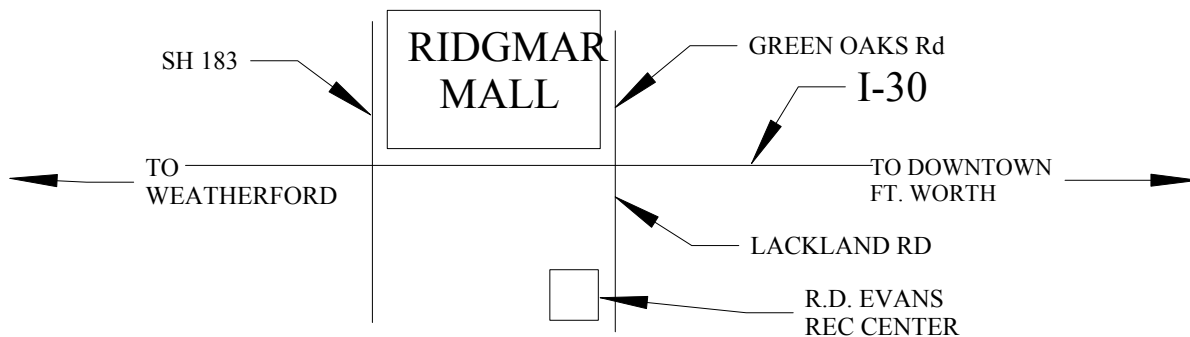 RIDGMAR
MALL
SH 183
GREEN OAKS Rd
I-30
TO
WEATHERFORD
TO DOWNTOWN
FT. WORTH
LACKLAND RD
R.D. EVANS
REC CENTER